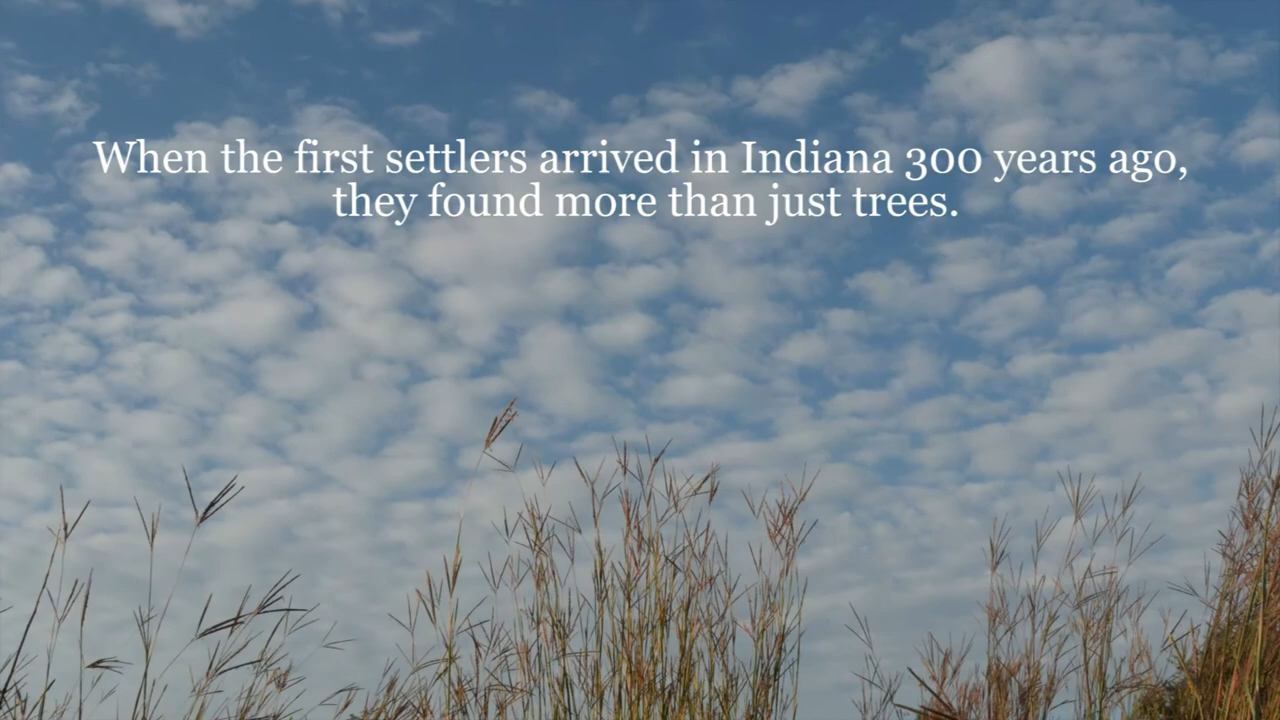 When the first settlers arrived in Indiana 300 years ago,
they found more than just trees.